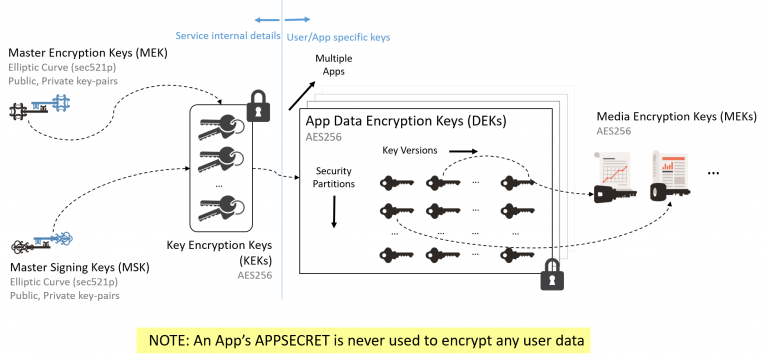 Service internal details
User/App specific keys
Master Encryption Keys (MEK)
Elliptic Curve (sec521p)
Public, Private key-pairs
Multiple
Apps
App Data Encryption Keys (DEKs)
AES256
Key Versions
Security
Partitions
...
...
...
...
...
...
...
...
Media Encryption Keys (MEKs)
AES256
...
Key Encryption Keys
(KEKs)
AES256
Master Signing Keys (MSK)
Elliptic Curve (sec521p)
Public, Private key-pairs
NOTE: An App's APPSECRET is never used to encrypt any user data